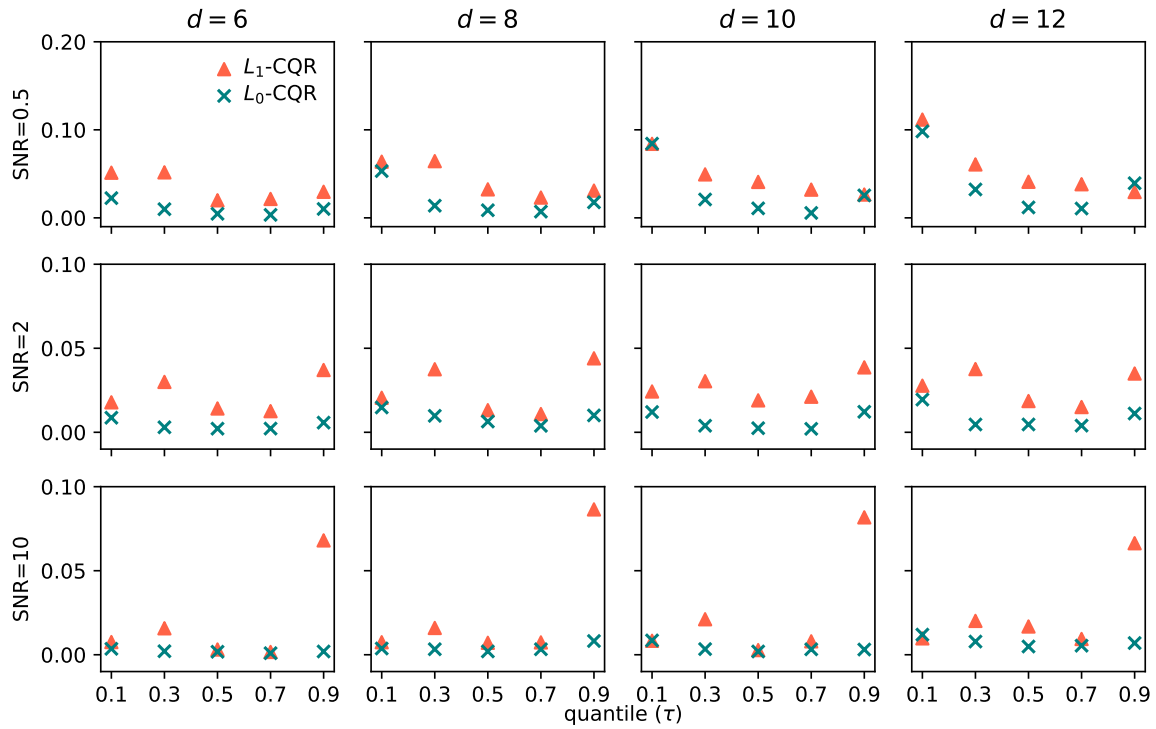 d = 6 d = 8 d = 10 d = 12
SNR=0.5
0.20
0.10
0.00
L₁-CQR
L₀-CQR
SNR=2
0.10
0.05
0.00
SNR=10
0.10
0.05
0.00
0.1 0.3 0.5 0.7 0.9 0.1 0.3 0.5 0.7 0.9 0.1 0.3 0.5 0.7 0.9 0.1 0.3 0.5 0.7 0.9
quantile (τ)